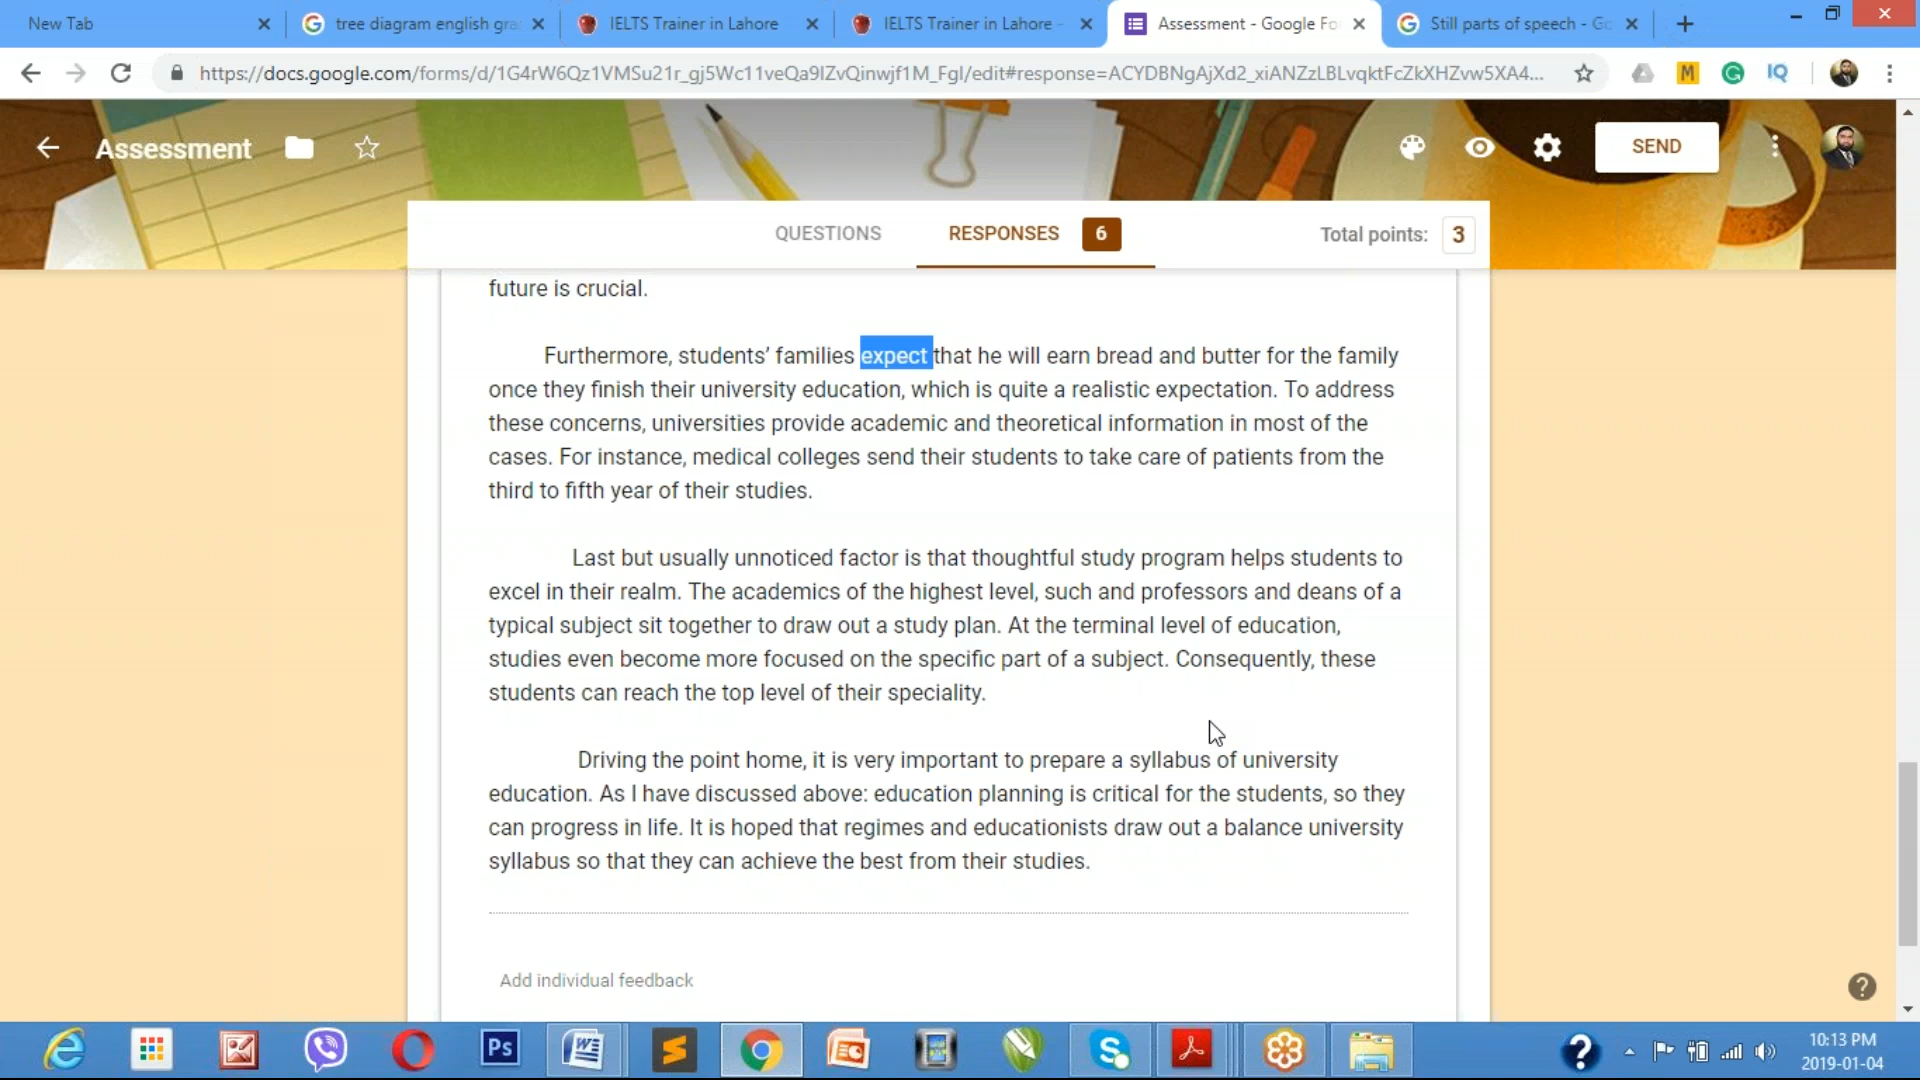 New Tab
tree diagram english gra
IELTS Trainer in Lahore
IELTS Trainer in Lahore -
Assessment - Google Fo
Still parts of speech - Go
https://docs.google.com/forms/d/1G4rW6Qz1VMSu21r_gj5Wc11veQa9IZvQinwjf1M_FgI/edit#response=ACYDBNgAjXd2_xiANZzLBLvqktFcZkXHZvw5XA4...
M
IQ
Assessment
SEND
QUESTIONS
RESPONSES
6
Total points:
3
future is crucial.
Furthermore, students’ families expect that he will earn bread and butter for the family
once they finish their university education, which is quite a realistic expectation. To address
these concerns, universities provide academic and theoretical information in most of the
cases. For instance, medical colleges send their students to take care of patients from the
third to fifth year of their studies.
Last but usually unnoticed factor is that thoughtful study program helps students to
excel in their realm. The academics of the highest level, such and professors and deans of a
typical subject sit together to draw out a study plan. At the terminal level of education,
studies even become more focused on the specific part of a subject. Consequently, these
students can reach the top level of their speciality.
Driving the point home, it is very important to prepare a syllabus of university
education. As I have discussed above: education planning is critical for the students, so they
can progress in life. It is hoped that regimes and educationists draw out a balance university
syllabus so that they can achieve the best from their studies.
Add individual feedback
Ps
10:13 PM
2019-01-04